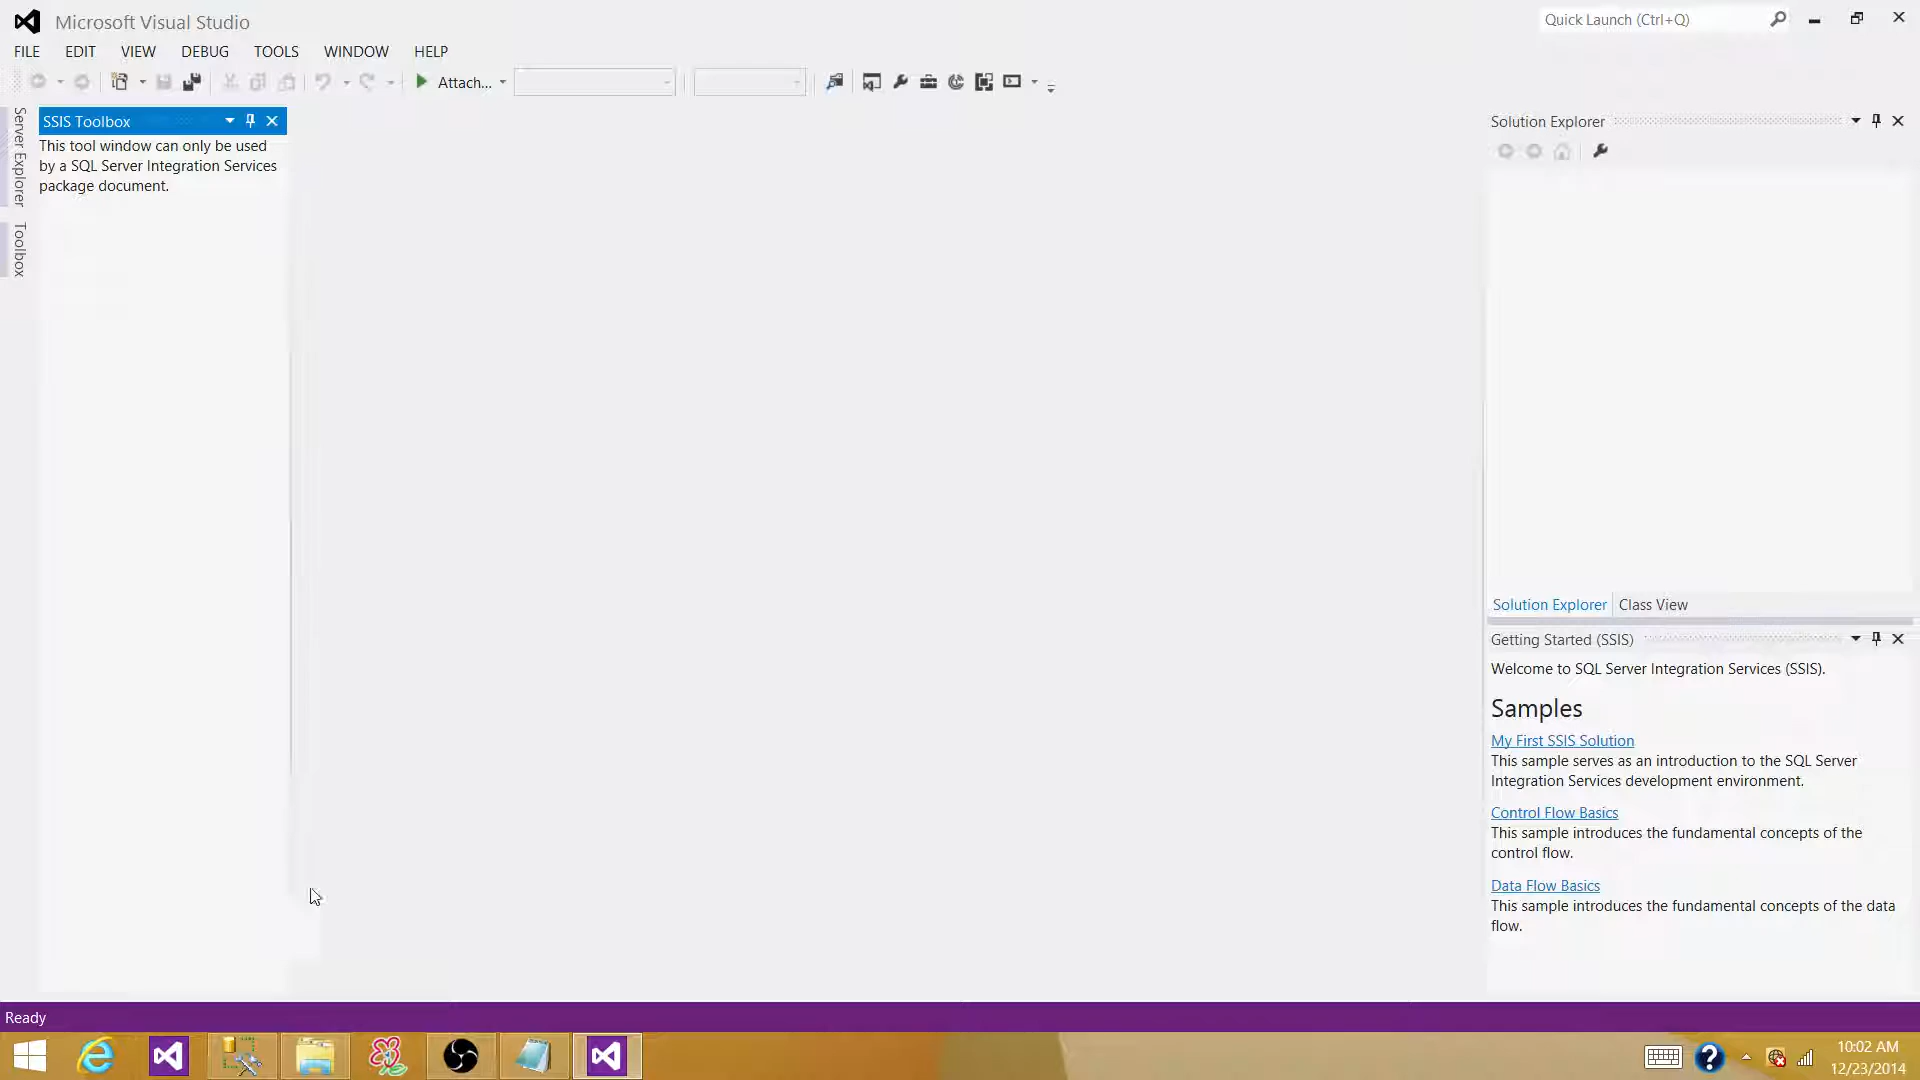 Microsoft Visual Studio
Quick Launch (Ctrl+Q)
FILE EDIT VIEW DEBUG TOOLS WINDOW HELP
Attach...
Server Explorer
Toolbox
SSIS Toolbox
This tool window can only be used
by a SQL Server Integration Services
package document.
Solution Explorer
Solution Explorer Class View
Getting Started (SSIS)
Welcome to SQL Server Integration Services (SSIS).
Samples
My First SSIS Solution
This sample serves as an introduction to the SQL Server
Integration Services development environment.
Control Flow Basics
This sample introduces the fundamental concepts of the
control flow.
Data Flow Basics
This sample introduces the fundamental concepts of the data
flow.
Ready
10:02 AM
12/23/2014